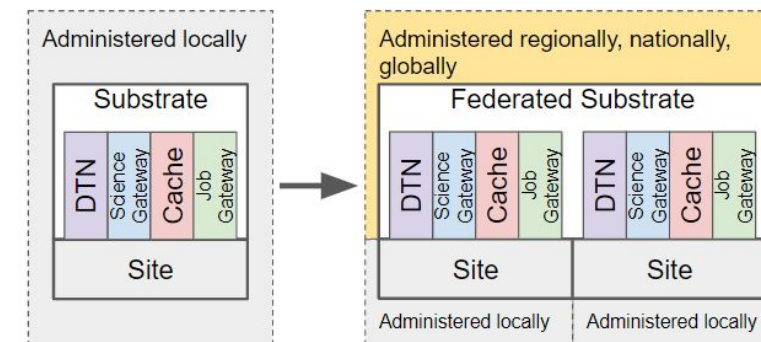 Administered locally
Substrate
DTN
Science
Gateway
Cache
Job
Gateway
Site
Administered regionally, nationally,
globally
Federated Substrate
DTN
Science
Gateway
Cache
Job
Gateway
DTN
Science
Gateway
Cache
Job
Gateway
Site
Site
Administered locally
Administered locally